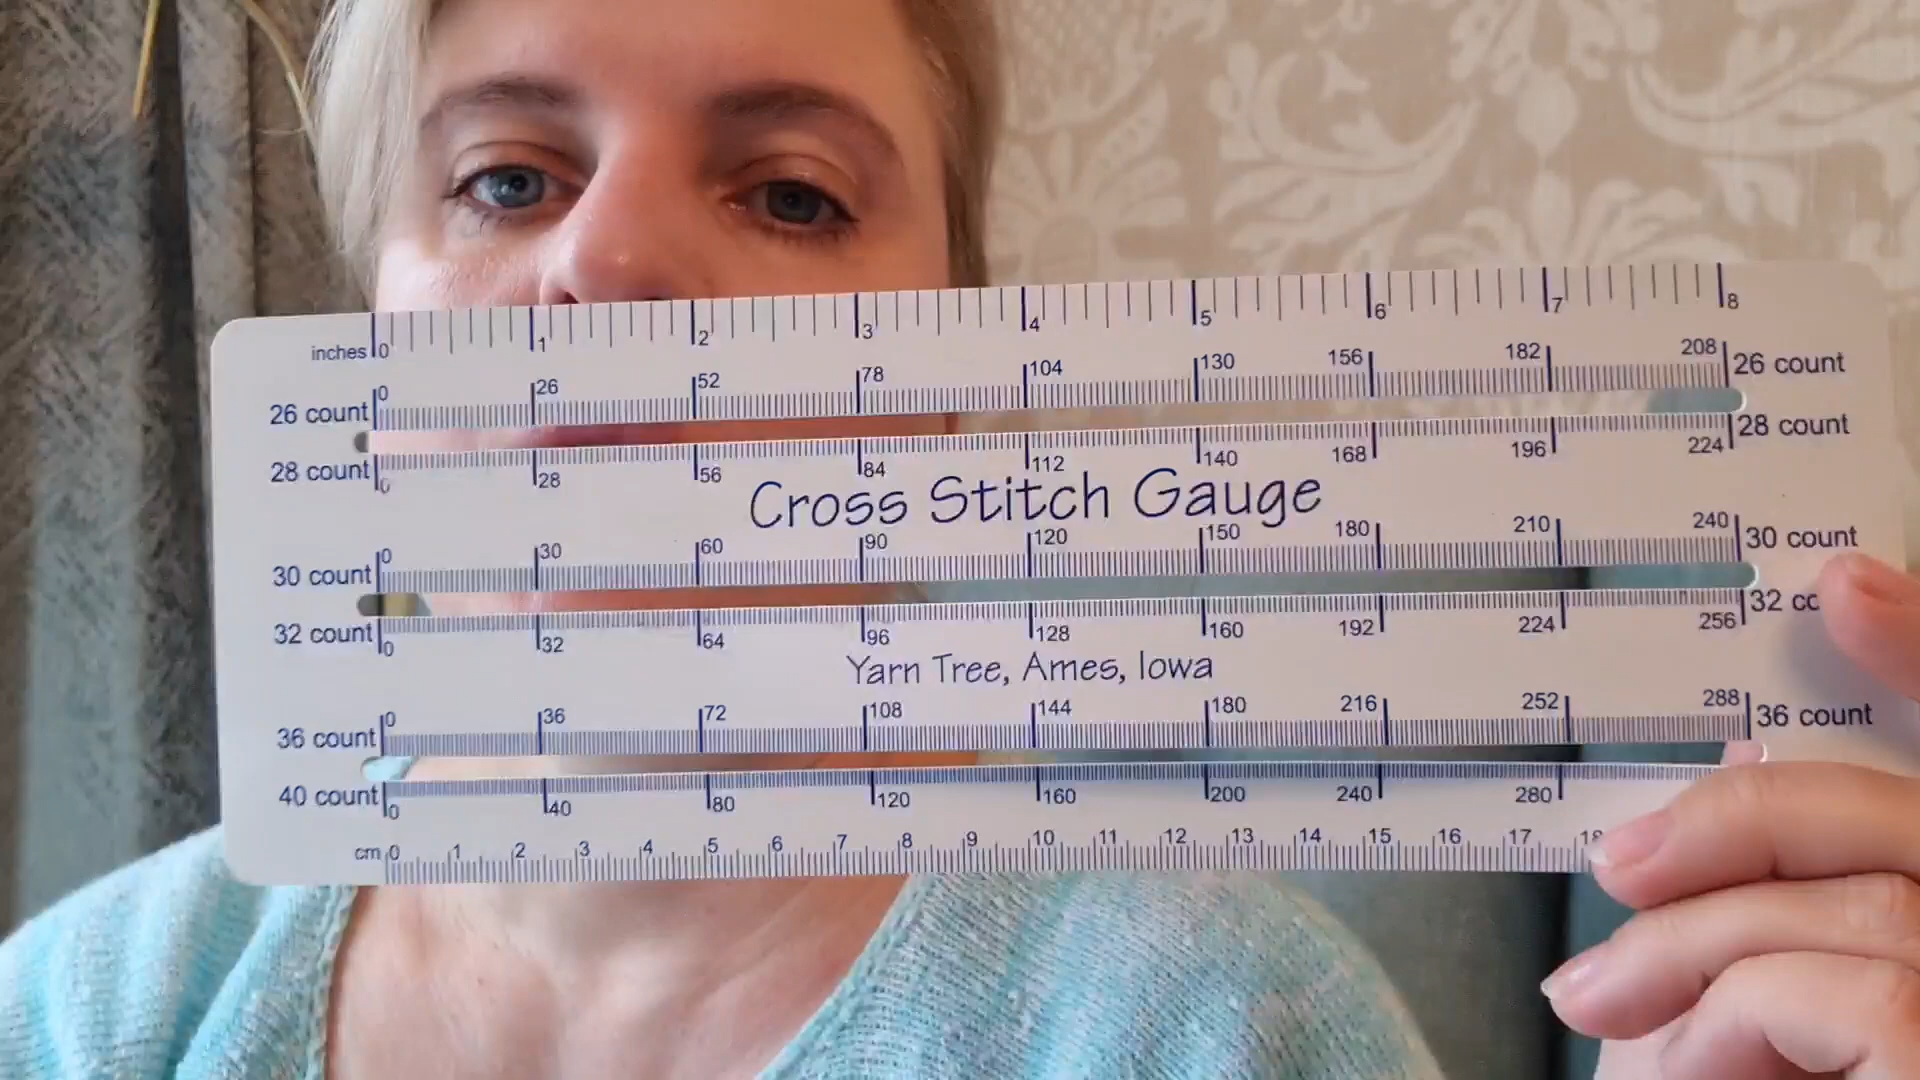 inches 0 1 2 3 4 5 6 7 8
0 26 52 78 104 130 156 182 208
26 count 26 count
28 count 28 count
0 28 56 84 112 140 168 196 224
Cross Stitch Gauge
0 30 60 90 120 150 180 210 240
30 count 30 count
32 count 32 cc
0 32 64 96 128 160 192 224 256
Yarn Tree, Ames, Iowa
0 36 72 108 144 180 216 252 288
36 count 36 count
40 count
0 40 80 120 160 200 240 280
cm 0 1 2 3 4 5 6 7 8 9 10 11 12 13 14 15 16 17